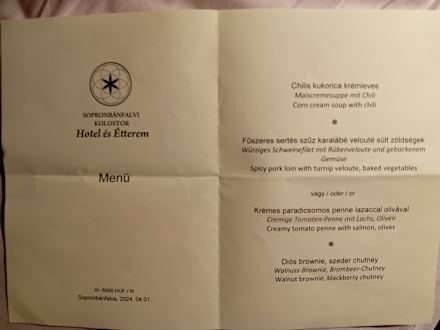 SOPRONBÁNFALVI
KOLOSTOR
Hotel és Étterem
Menü
Ár: 6000 HUF / fő
Sopronbánfalva, 2024. 04.01.
Chilis kukorica krémleves
Maiscremesuppe mit Chili
Corn cream soup with chili
Fűszeres sertés szűz karalábé velouté sült zöldségek
Würziges Schweinefilet mit Rübenveloute und gebackenem
Gemüse
Spicy pork loin with turnip veloute, baked vegetables
vagy / oder / or
Krémes paradicsomos penne lazaccal olivával
Cremige Tomaten-Penne mit Lachs, Oliven
Creamy tomato penne with salmon, olives
Diós brownie, szeder chutney
Walnuss-Brownie, Brombeer-Chutney
Walnut brownie, blackberry chutney